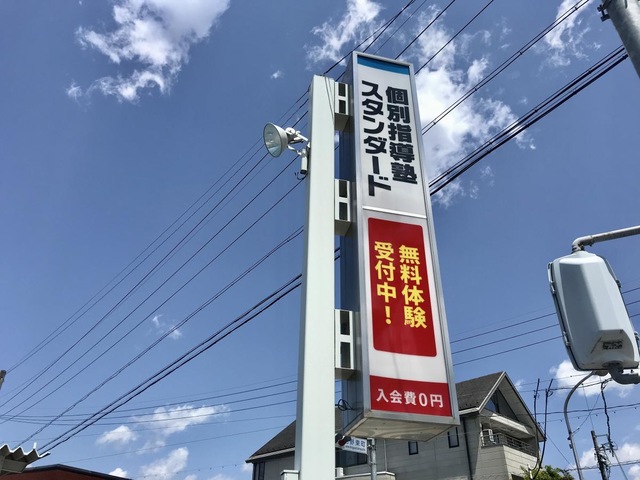 個別指導塾
スタンダード
無料体験
受付中！
入会費0円